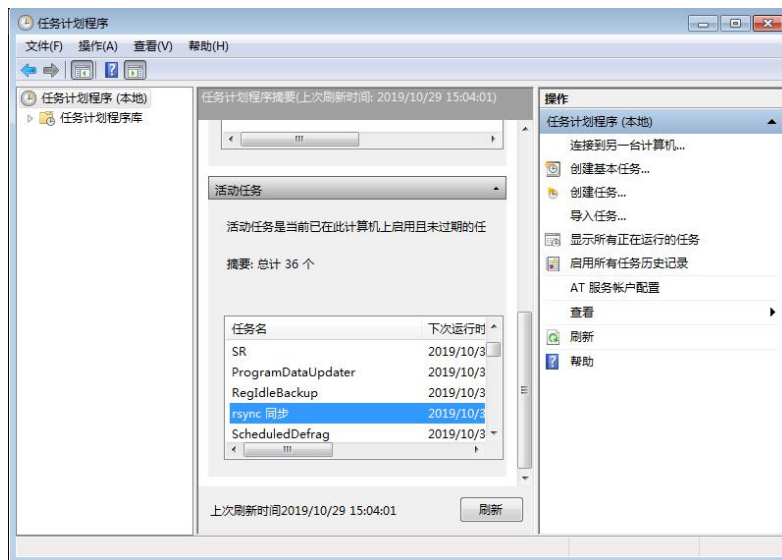 任务计划程序
文件(F) 操作(A) 查看(V) 帮助(H)
任务计划程序 (本地)
任务计划程序库
任务计划程序摘要(上次刷新时间: 2019/10/29 15:04:01)
活动任务
活动任务是当前已在此计算机上启用且未过期的任
摘要: 总计 36 个
任务名 下次运行时
SR 2019/10/3
ProgramDataUpdater 2019/10/3
RegIdleBackup 2019/10/3
rsync 同步 2019/10/3
ScheduledDefrag 2019/10/3
上次刷新时间2019/10/29 15:04:01
刷新
操作
任务计划程序 (本地)
连接到另一台计算机...
创建基本任务...
创建任务...
导入任务...
显示所有正在运行的任务
启用所有任务历史记录
AT 服务帐户配置
查看
刷新
帮助